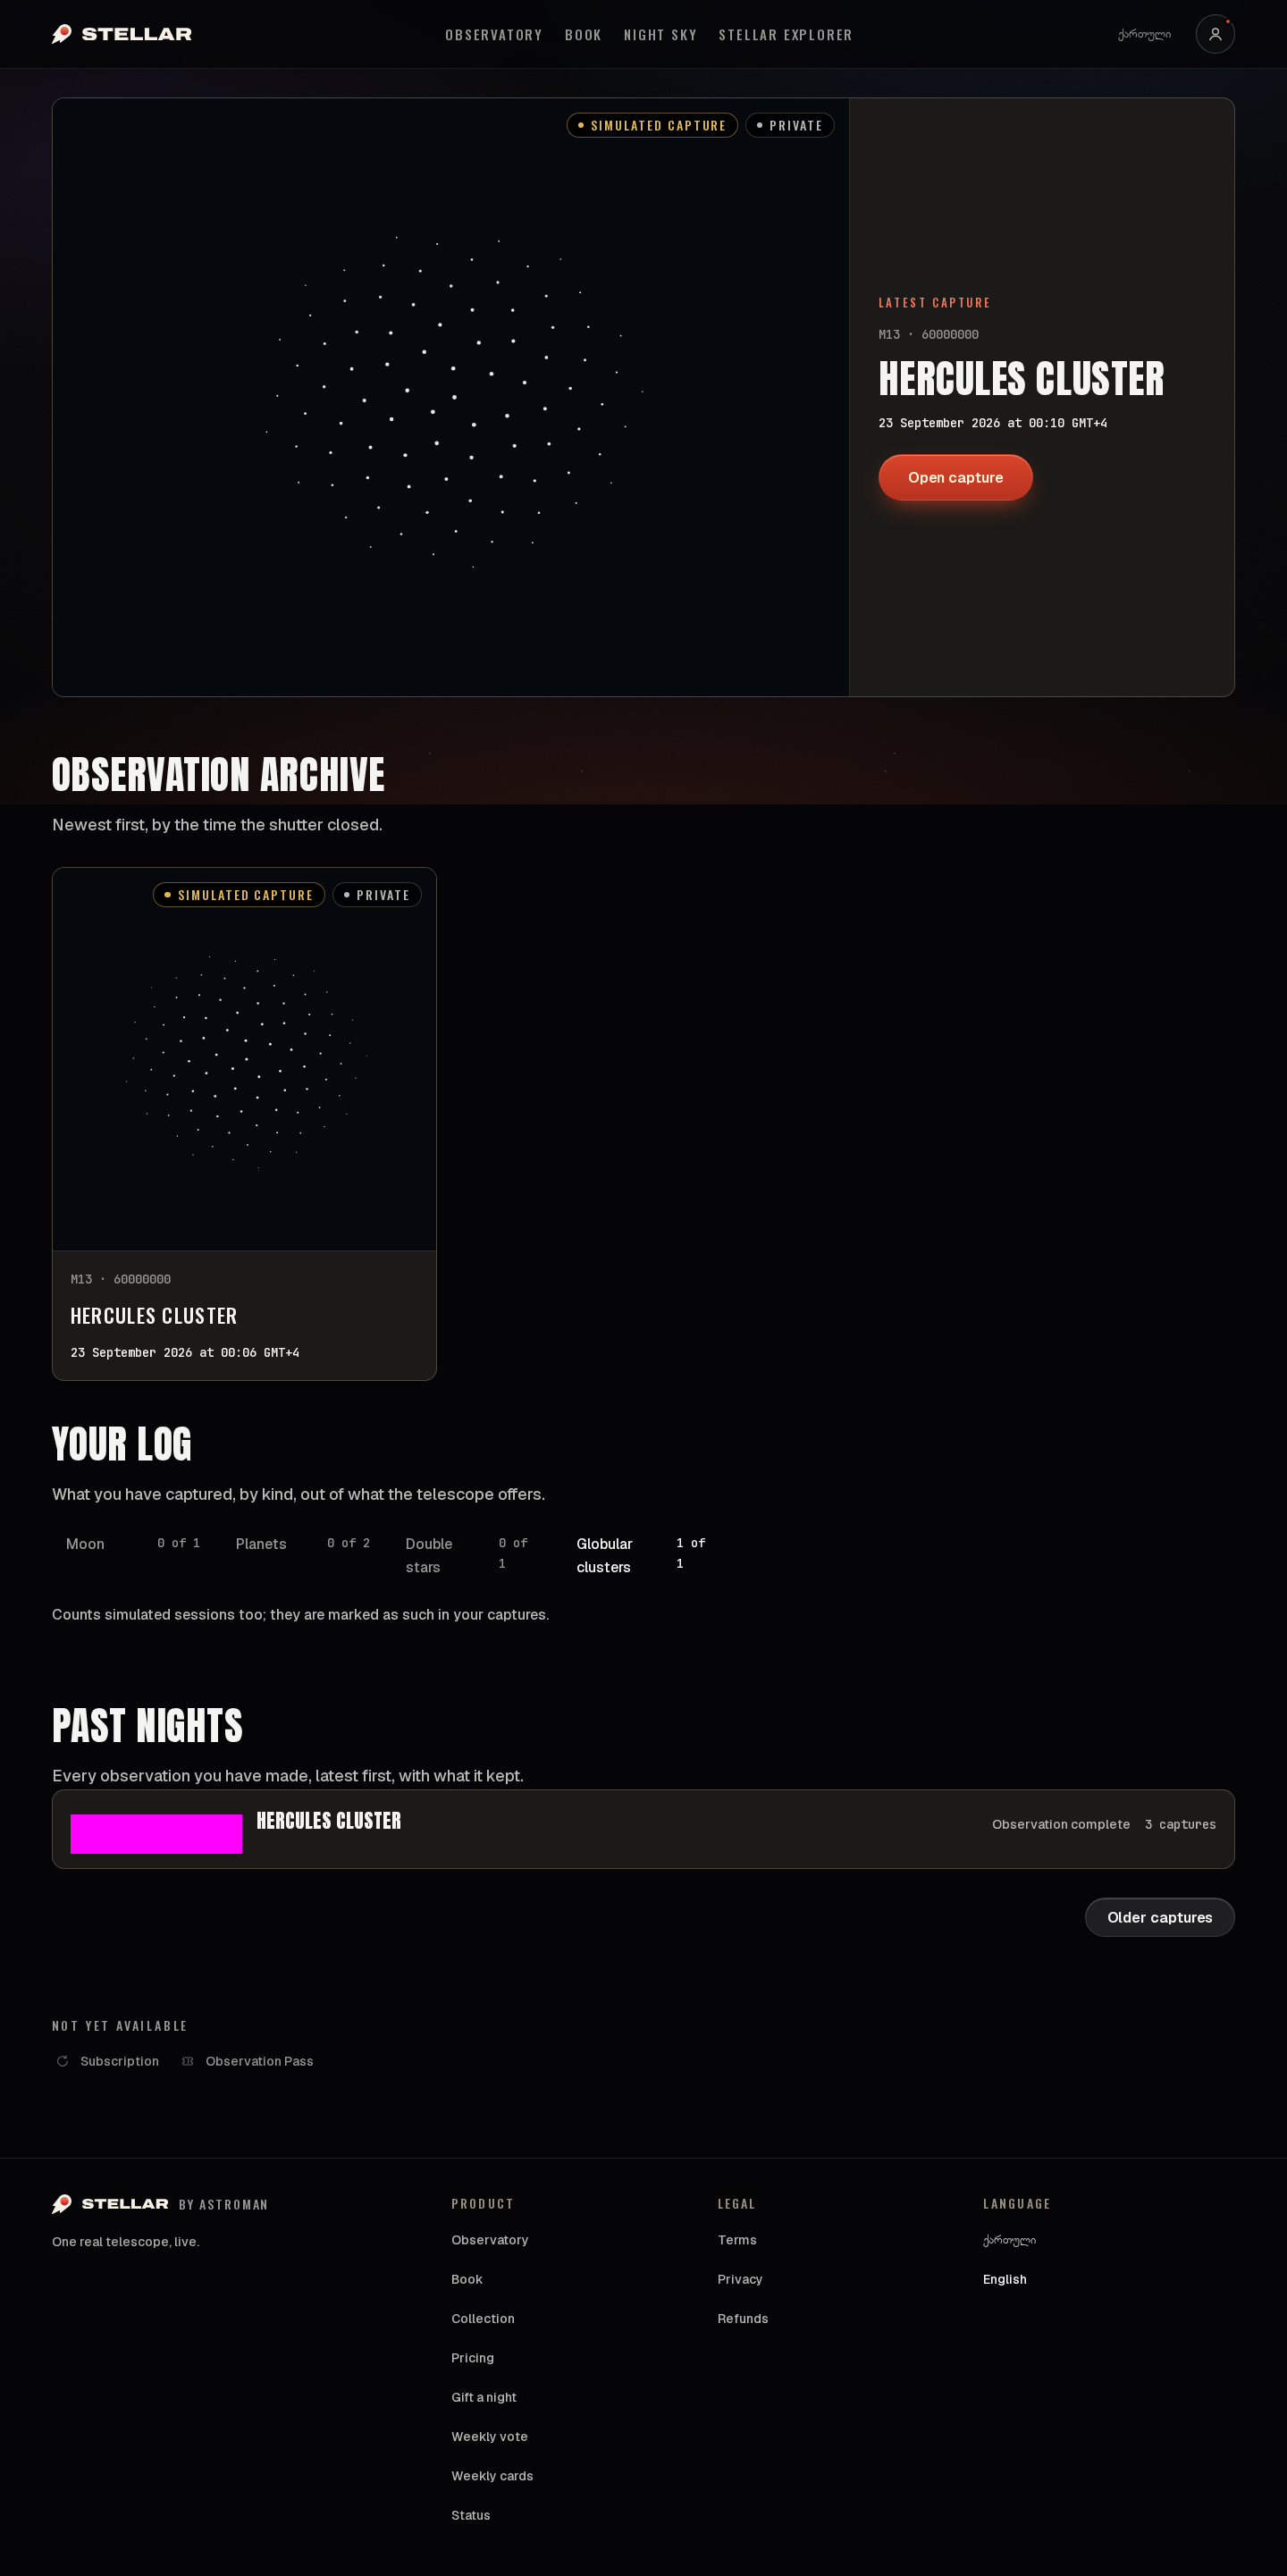 STELLAR
OBSERVATORY BOOK NIGHT SKY STELLAR EXPLORER
ქართული
SIMULATED CAPTURE
PRIVATE
LATEST CAPTURE
M13 · 60000000
HERCULES CLUSTER
23 September 2026 at 00:10 GMT+4
Open capture
OBSERVATION ARCHIVE
Newest first, by the time the shutter closed.
SIMULATED CAPTURE
PRIVATE
M13 · 60000000
HERCULES CLUSTER
23 September 2026 at 00:06 GMT+4
YOUR LOG
What you have captured, by kind, out of what the telescope offers.
Moon 0 of 1
Planets 0 of 2
Double
stars
0 of
1
Globular
clusters
1 of
1
Counts simulated sessions too; they are marked as such in your captures.
PAST NIGHTS
Every observation you have made, latest first, with what it kept.
HERCULES CLUSTER
Observation complete 3 captures
Older captures
NOT YET AVAILABLE
Subscription
Observation Pass
STELLAR BY ASTROMAN
One real telescope, live.
PRODUCT
Observatory
Book
Collection
Pricing
Gift a night
Weekly vote
Weekly cards
Status
LEGAL
Terms
Privacy
Refunds
LANGUAGE
ქართული
English